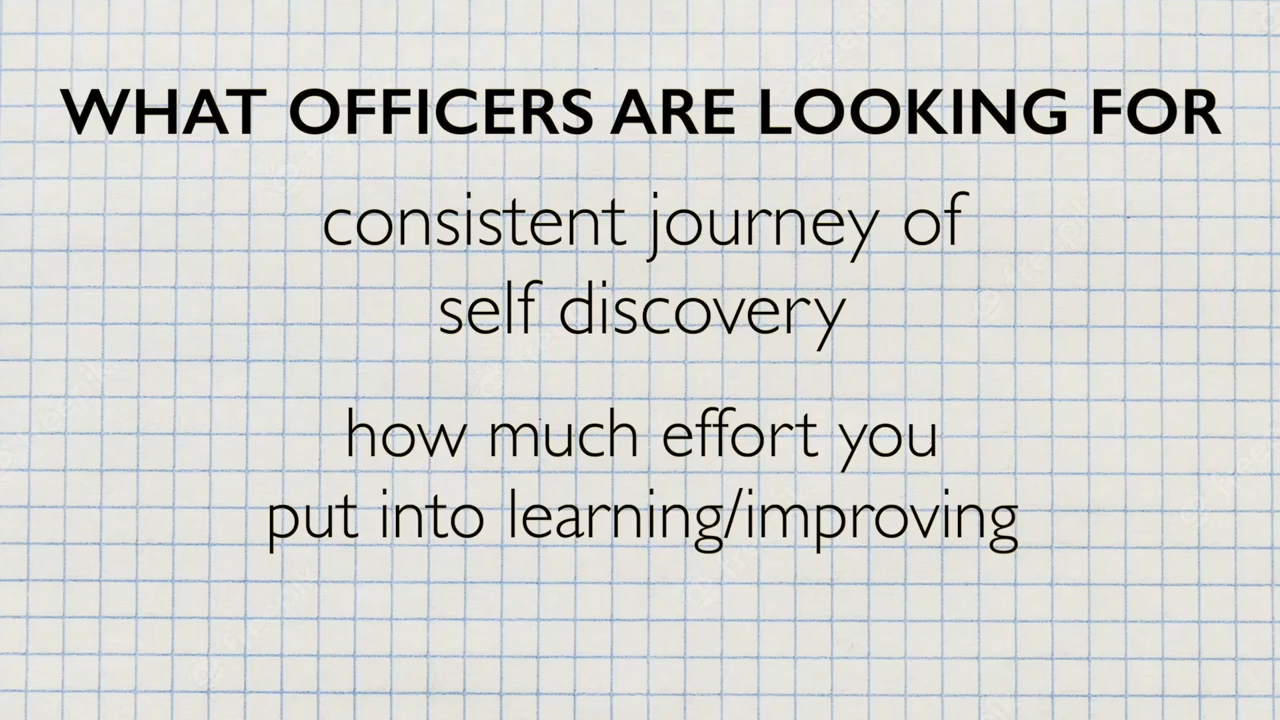 WHAT OFFICERS ARE LOOKING FOR
consistent journey of
self discovery
how much effort you
put into learning/improving